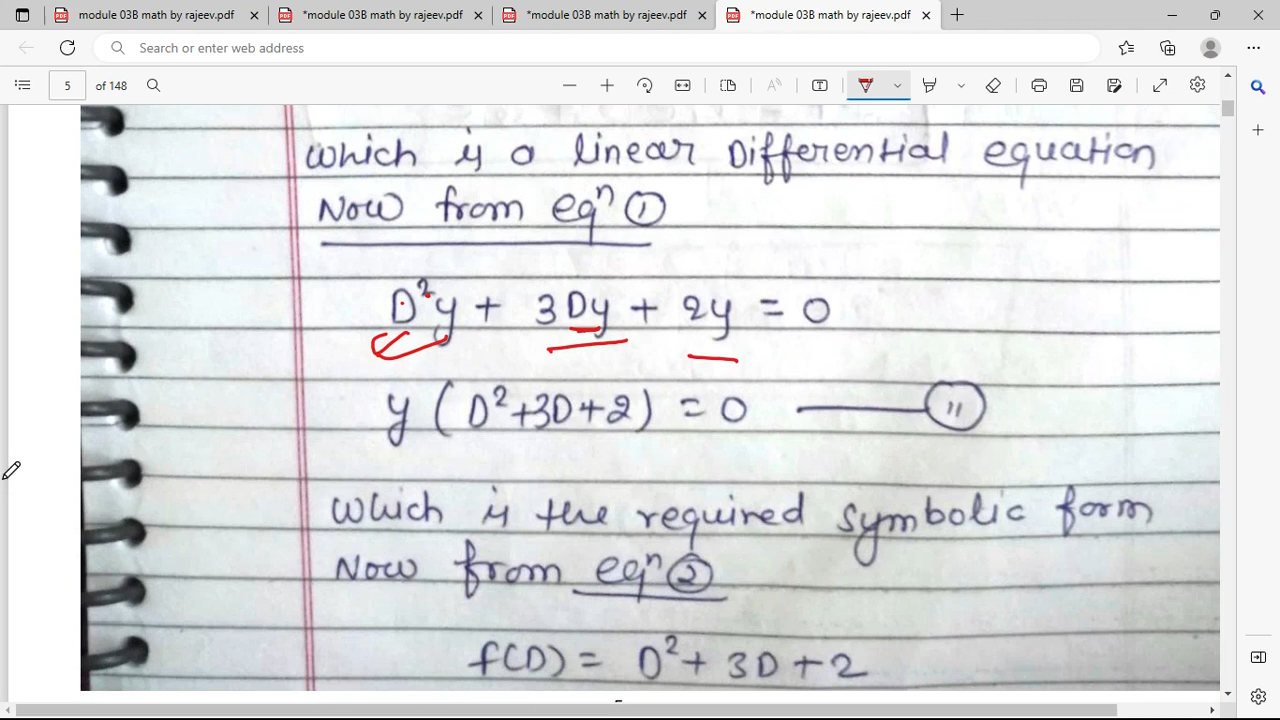 module 03B math by rajeev.pdf
*module 03B math by rajeev.pdf
*module 03B math by rajeev.pdf
*module 03B math by rajeev.pdf
Search or enter web address
5 of 148
which is a linear Differential equation
Now from eqⁿ ①
D²y + 3Dy + 2y = 0
y (D²+3D+2) = 0 —— (11)
which is the required symbolic form
Now from eqⁿ ②
f(D) = D² + 3D + 2